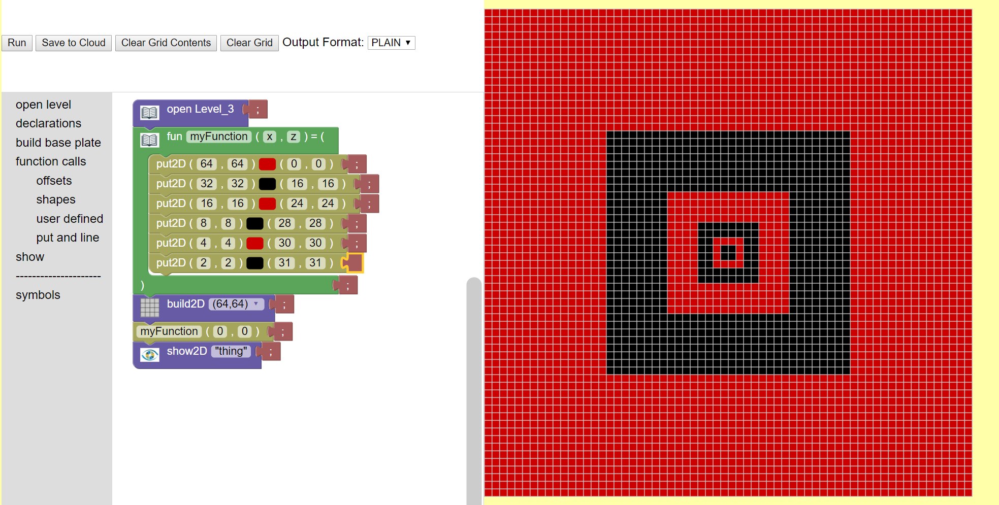 Run Save to Cloud Clear Grid Contents Clear Grid Output Format: PLAIN
open level
declarations
build base plate
function calls
offsets
shapes
user defined
put and line
show
----------------------
symbols
open Level_3 ;
fun myFunction ( x , z ) = (
put2D ( 64 , 64 ) ( 0 , 0 ) ;
put2D ( 32 , 32 ) ( 16 , 16 ) ;
put2D ( 16 , 16 ) ( 24 , 24 ) ;
put2D ( 8 , 8 ) ( 28 , 28 ) ;
put2D ( 4 , 4 ) ( 30 , 30 ) ;
put2D ( 2 , 2 ) ( 31 , 31 )
) ;
build2D (64,64) ;
myFunction ( 0 , 0 ) ;
show2D "thing" ;